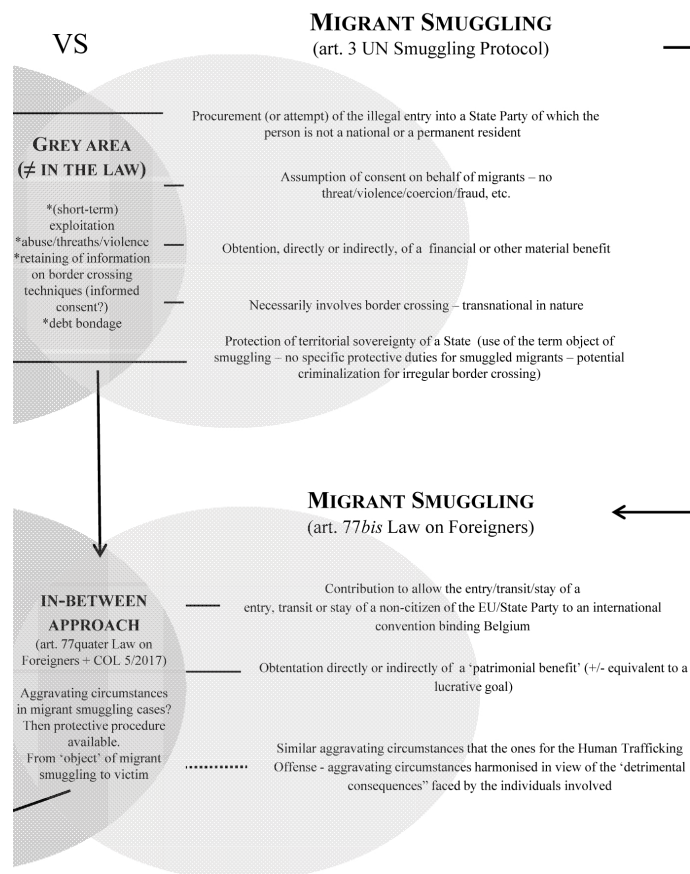 VS
MIGRANT SMUGGLING
(art. 3 UN Smuggling Protocol)
Procurement (or attempt) of the illegal entry into a State Party of which the
person is not a national or a permanent resident
GREY AREA
(≠ IN THE LAW)
*(short-term)
exploitation
*abuse/threaths/violence
*retaining of information
on border crossing
techniques (informed
consent?)
*debt bondage
Assumption of consent on behalf of migrants – no
threat/violence/coercion/fraud, etc.
Obtention, directly or indirectly, of a financial or other material benefit
Necessarily involves border crossing – transnational in nature
Protection of territorial sovereignty of a State (use of the term object of
smuggling – no specific protective duties for smuggled migrants – potential
criminalization for irregular border crossing)
MIGRANT SMUGGLING
(art. 77bis Law on Foreigners)
IN-BETWEEN
APPROACH
(art. 77quater Law on
Foreigners + COL 5/2017)
Aggravating circumstances
in migrant smuggling cases?
Then protective procedure
available.
From ‘object’ of migrant
smuggling to victim
Contribution to allow the entry/transit/stay of a
entry, transit or stay of a non-citizen of the EU/State Party to an international
convention binding Belgium
Obtentation directly or indirectly of a ‘patrimonial benefit’ (+/- equivalent to a
lucrative goal)
Similar aggravating circumstances that the ones for the Human Trafficking
Offense - aggravating circumstances harmonised in view of the ‘detrimental
consequences” faced by the individuals involved